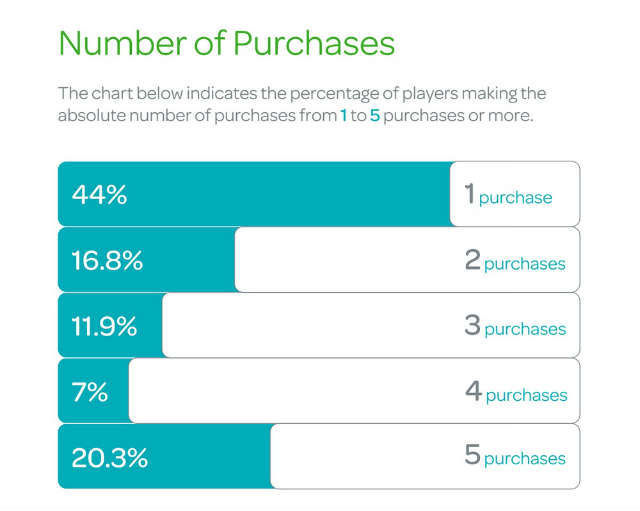 Number of Purchases
The chart below indicates the percentage of players making the
absolute number of purchases from 1 to 5 purchases or more.
44% 1 purchase
16.8% 2 purchases
11.9% 3 purchases
7% 4 purchases
20.3% 5 purchases